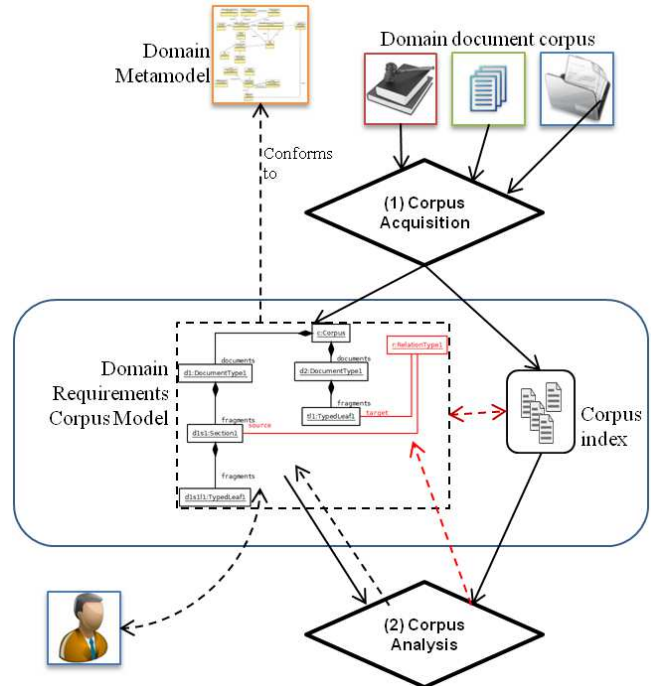 Domain
Metamodel
Domain document corpus
Conforms
to
(1) Corpus
Acquisition
Domain
Requirements
Corpus Model
c:Corpus
r:RelationType1
documents
documents
d1:DocumentType1
d2:DocumentType1
fragments
fragments
tl1:TypedLeaf1
target
d1s1:Section1
source
fragments
d1s1l1:TypedLeaf1
Corpus
index
(2) Corpus
Analysis